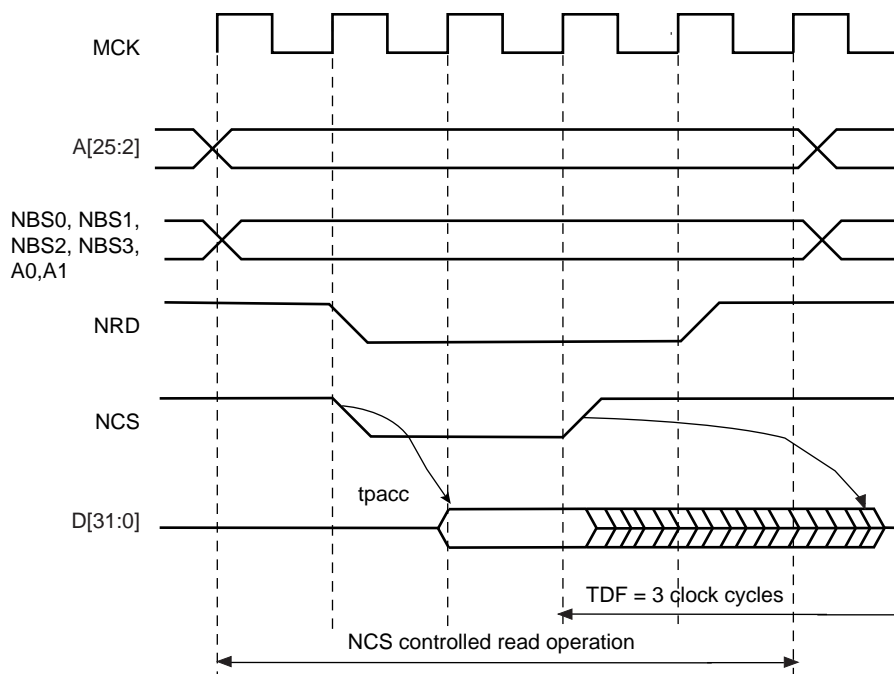 MCK
A[25:2]
NBS0, NBS1,
NBS2, NBS3,
A0,A1
NRD
NCS
tpacc
D[31:0]
TDF = 3 clock cycles
NCS controlled read operation